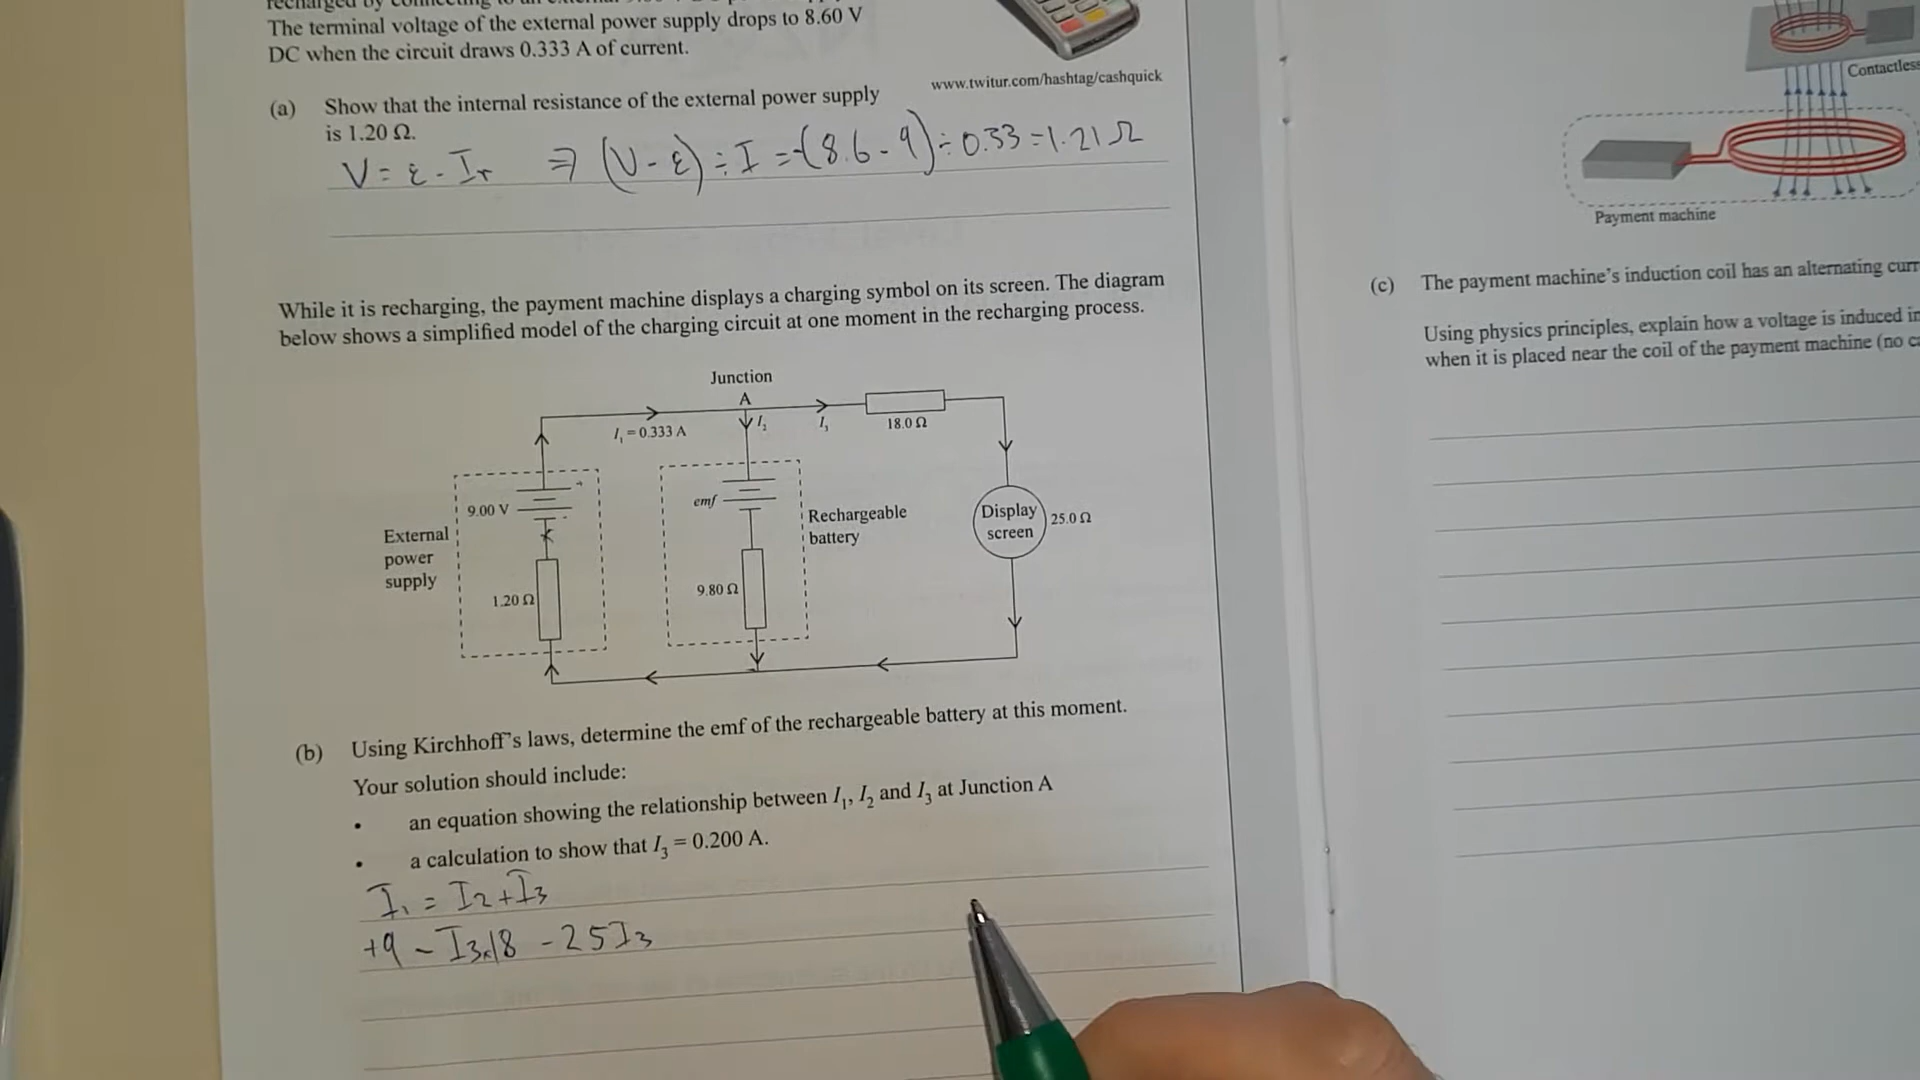 The terminal voltage of the external power supply drops to 8.60 V
DC when the circuit draws 0.333 A of current.
www.twitur.com/hashtag/cashquick
(a) Show that the internal resistance of the external power supply
is 1.20 Ω.
V = ε - Ir ⇒ (V - ε) ÷ I = -(8.6 - 9) ÷ 0.33 = 1.21 Ω
While it is recharging, the payment machine displays a charging symbol on its screen. The diagram
below shows a simplified model of the charging circuit at one moment in the recharging process.
Junction
A
I₁ = 0.333 A
I₂
I₃
18.0 Ω
External
power
supply
9.00 V
+
-
1.20 Ω
emf
9.80 Ω
Rechargeable
battery
Display
screen
25.0 Ω
(b) Using Kirchhoff's laws, determine the emf of the rechargeable battery at this moment.
Your solution should include:
• an equation showing the relationship between I₁, I₂ and I₃ at Junction A
• a calculation to show that I₃ = 0.200 A.
I₁ = I₂ + I₃
+9 - I₃×18 - 25I₃
Contactless
Payment machine
(c) The payment machine's induction coil has an alternating curr
Using physics principles, explain how a voltage is induced in
when it is placed near the coil of the payment machine (no